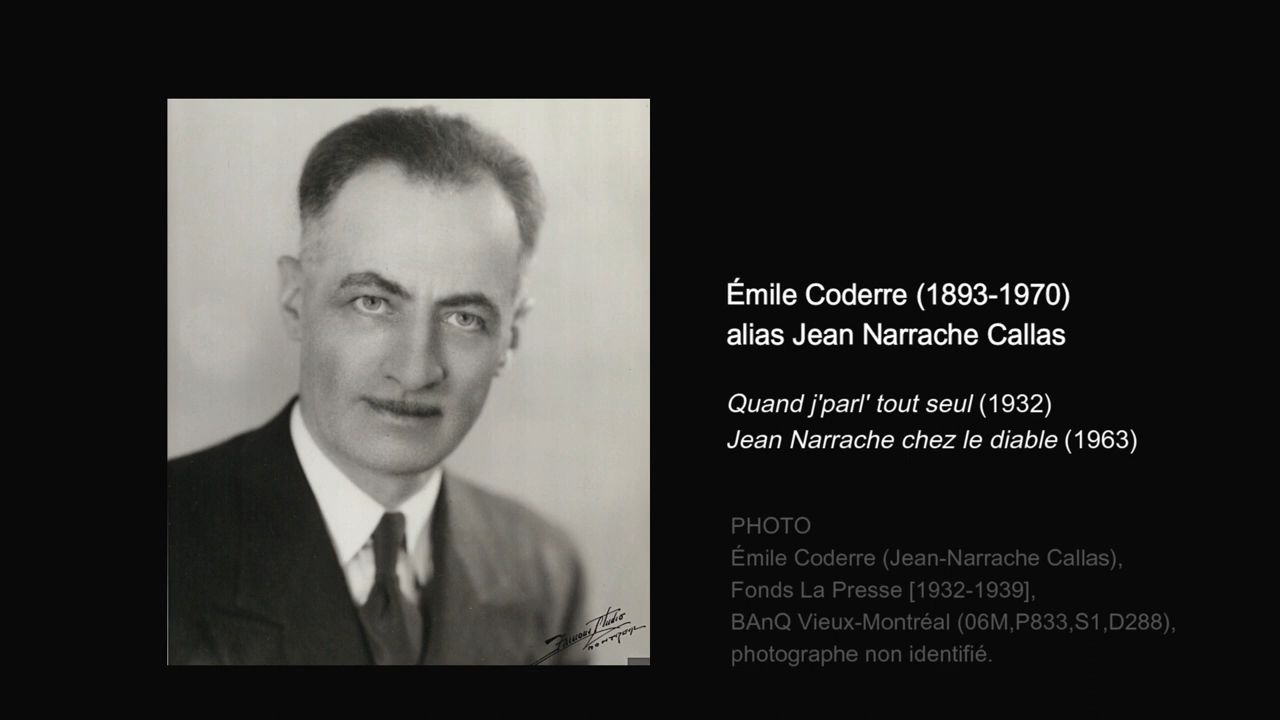 Émile Coderre (1893-1970)
alias Jean Narrache Callas
Quand j'parl' tout seul (1932)
Jean Narrache chez le diable (1963)
PHOTO
Émile Coderre (Jean-Narrache Callas),
Fonds La Presse [1932-1939],
BAnQ Vieux-Montréal (06M,P833,S1,D288),
photographe non identifié.
Studio
MONTREAL